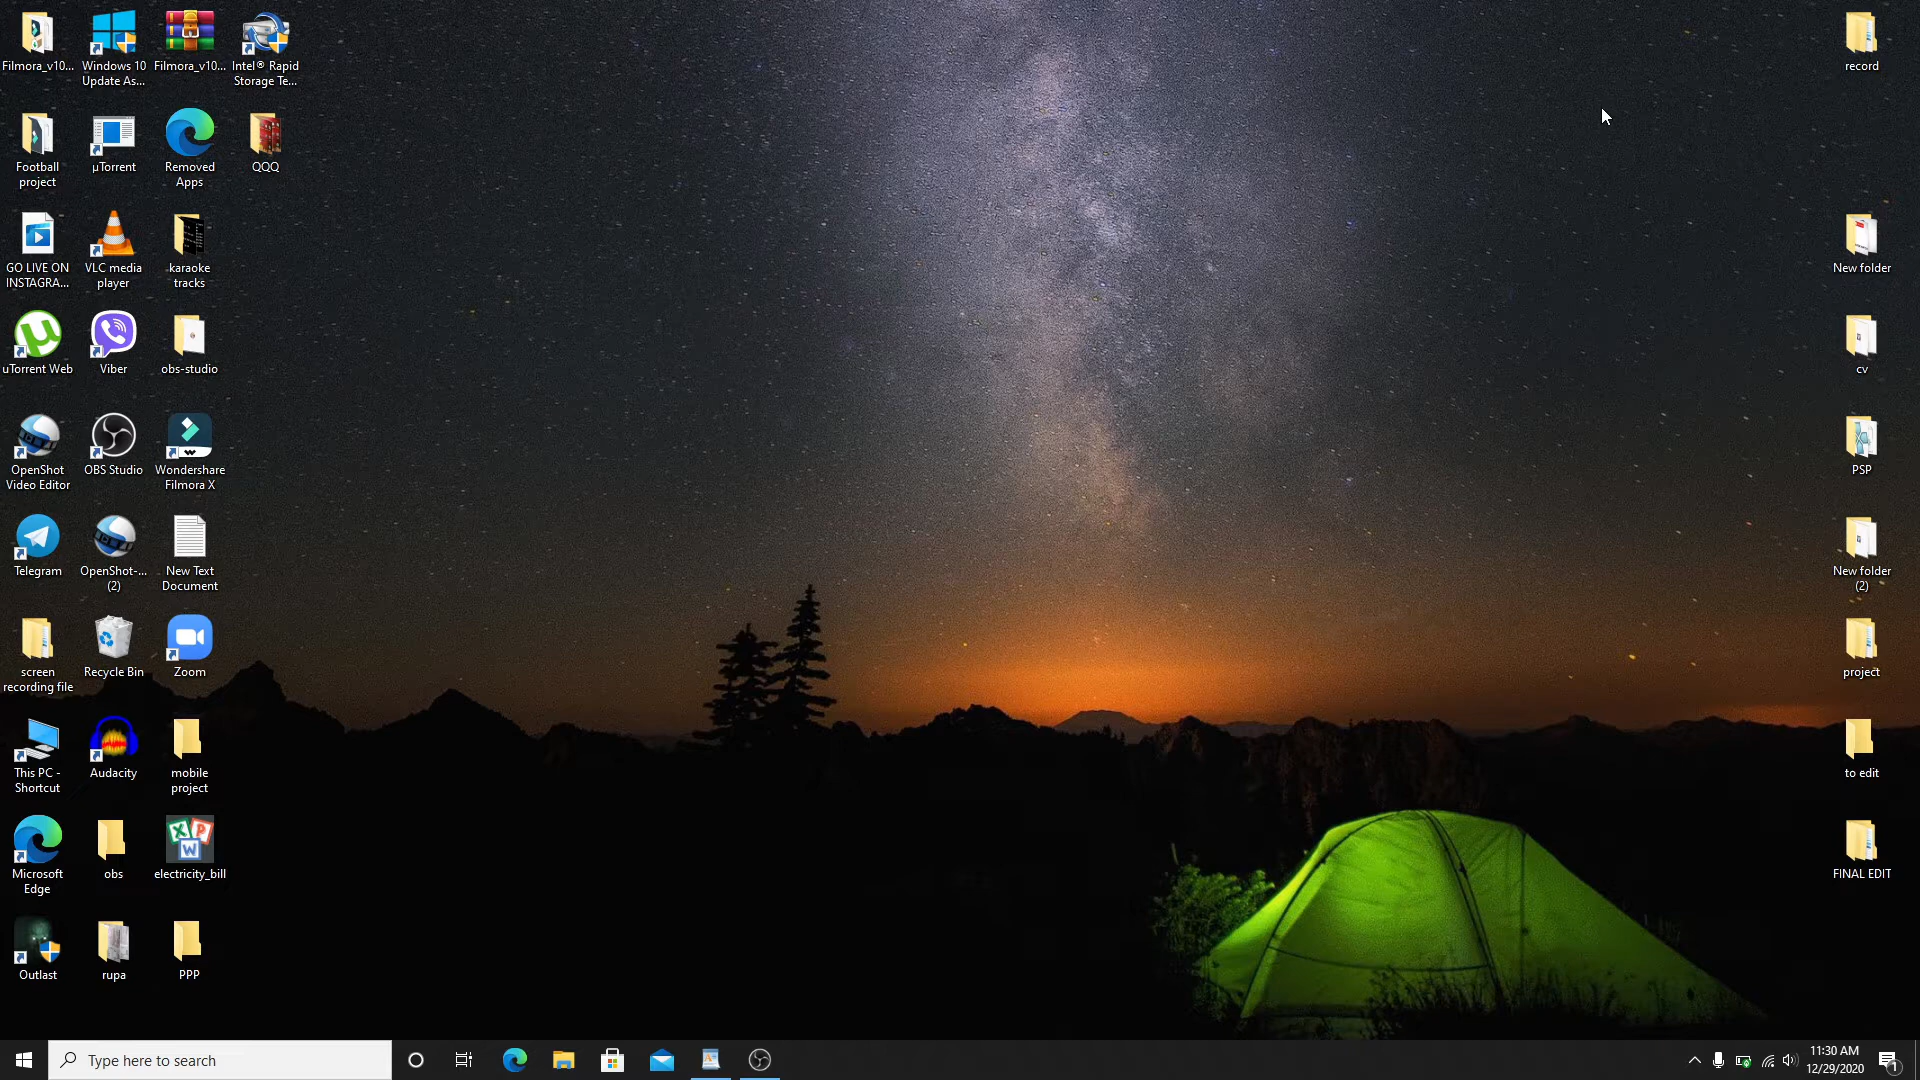 Filmora_v10...
Windows 10
Update As...
Filmora_v10...
Intel® Rapid
Storage Te...
record
Football
project
µTorrent
Removed
Apps
QQQ
GO LIVE ON
INSTAGRA...
VLC media
player
karaoke
tracks
New folder
uTorrent Web
Viber
obs-studio
cv
OpenShot
Video Editor
OBS Studio
Wondershare
Filmora X
PSP
Telegram
OpenShot-...
(2)
New Text
Document
New folder
(2)
screen
recording file
Recycle Bin
Zoom
project
This PC -
Shortcut
Audacity
mobile
project
to edit
Microsoft
Edge
obs
X P
W
electricity_bill
FINAL EDIT
Outlast
rupa
PPP
Type here to search
11:30 AM
12/29/2020
1